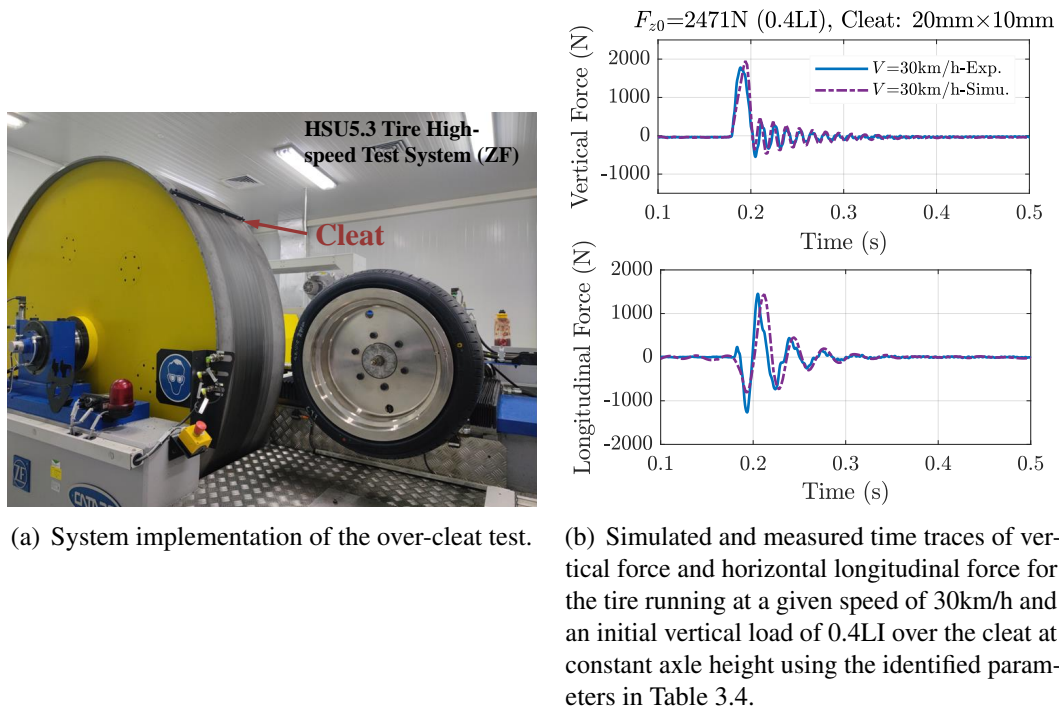 HSU5.3 Tire High-
speed Test System (ZF)
Cleat
ZF
(a) System implementation of the over-cleat test.
F_{z0}=2471N (0.4LI), Cleat: 20mm×10mm
Vertical Force (N)
2000
1000
0
-1000
V=30km/h-Exp.
V=30km/h-Simu.
0.1 0.2 0.3 0.4 0.5
Time (s)
Longitudinal Force (N)
2000
1000
0
-1000
-2000
0.1 0.2 0.3 0.4 0.5
Time (s)
(b) Simulated and measured time traces of ver-
tical force and horizontal longitudinal force for
the tire running at a given speed of 30km/h and
an initial vertical load of 0.4LI over the cleat at
constant axle height using the identified param-
eters in Table 3.4.